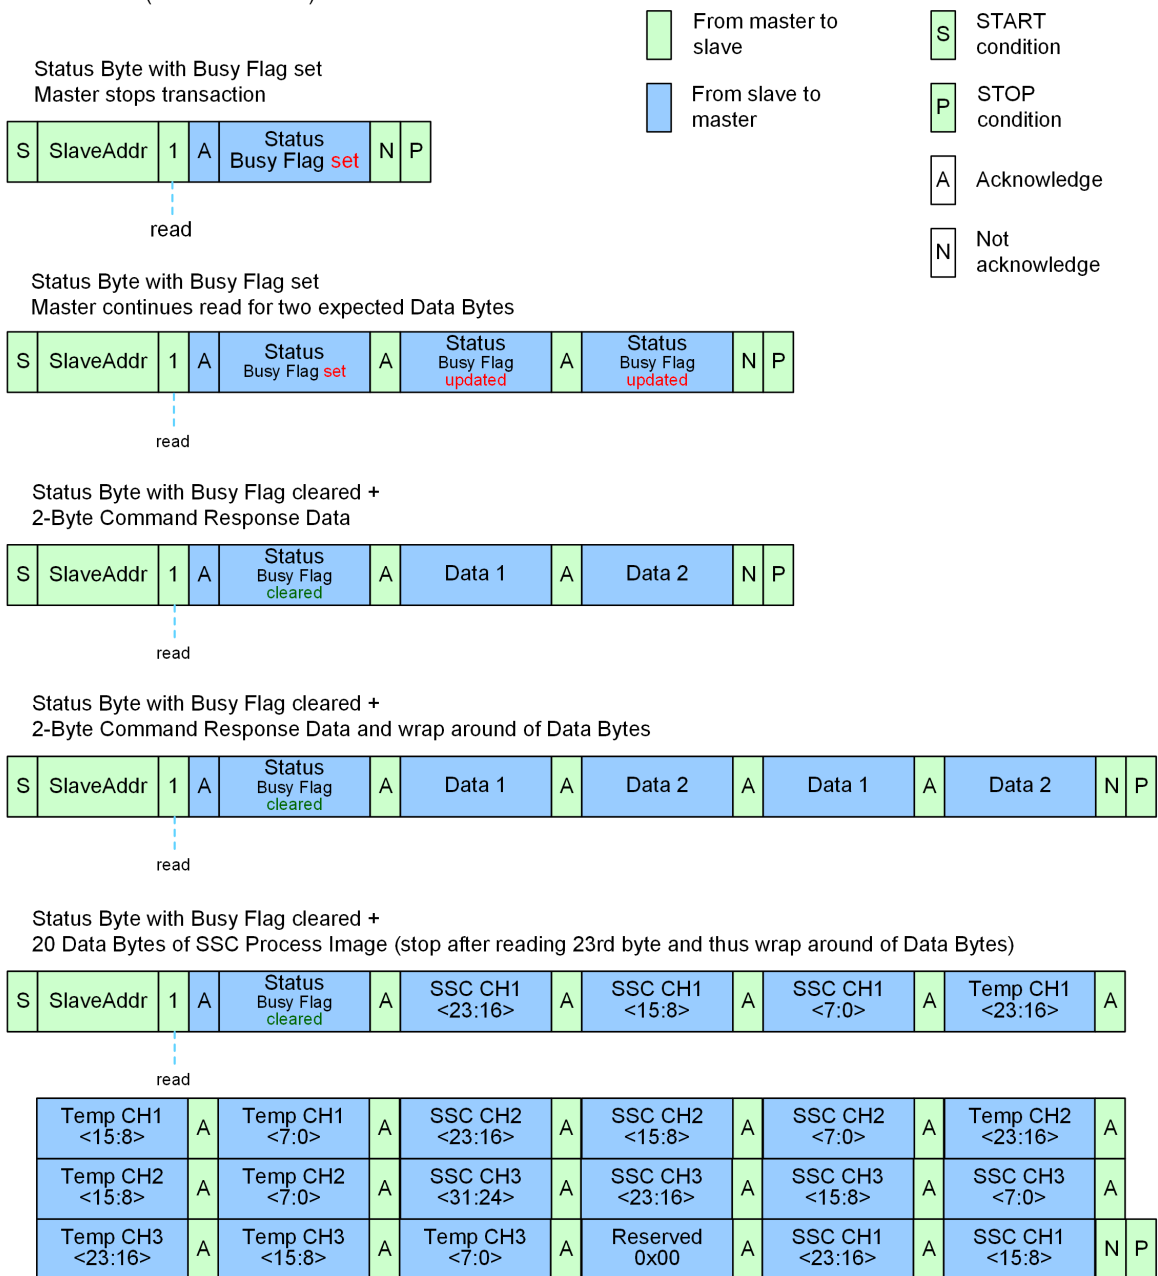 From master to
slave
S
START
condition
From slave to
master
P
STOP
condition
A
Acknowledge
N
Not
acknowledge
Status Byte with Busy Flag set
Master stops transaction
S SlaveAddr 1 A Status N P
Busy Flag set
read
Status Byte with Busy Flag set
Master continues read for two expected Data Bytes
S SlaveAddr 1 A Status A Status A Status N P
Busy Flag set Busy Flag Busy Flag
updated updated
read
Status Byte with Busy Flag cleared +
2-Byte Command Response Data
S SlaveAddr 1 A Status A Data 1 A Data 2 N P
Busy Flag
cleared
read
Status Byte with Busy Flag cleared +
2-Byte Command Response Data and wrap around of Data Bytes
S SlaveAddr 1 A Status A Data 1 A Data 2 A Data 1 A Data 2 N P
Busy Flag
cleared
read
Status Byte with Busy Flag cleared +
20 Data Bytes of SSC Process Image (stop after reading 23rd byte and thus wrap around of Data Bytes)
S SlaveAddr 1 A Status A SSC CH1 A SSC CH1 A SSC CH1 A Temp CH1 A
Busy Flag <23:16> <15:8> <7:0> <23:16>
cleared
read
Temp CH1 A Temp CH1 A SSC CH2 A SSC CH2 A SSC CH2 A Temp CH2 A
<15:8> <7:0> <23:16> <15:8> <7:0> <23:16>
Temp CH2 A Temp CH2 A SSC CH3 A SSC CH3 A SSC CH3 A SSC CH3 A
<15:8> <7:0> <31:24> <23:16> <15:8> <7:0>
Temp CH3 A Temp CH3 A Temp CH3 A Reserved A SSC CH1 A SSC CH1 N P
<23:16> <15:8> <7:0> 0x00 <23:16> <15:8>